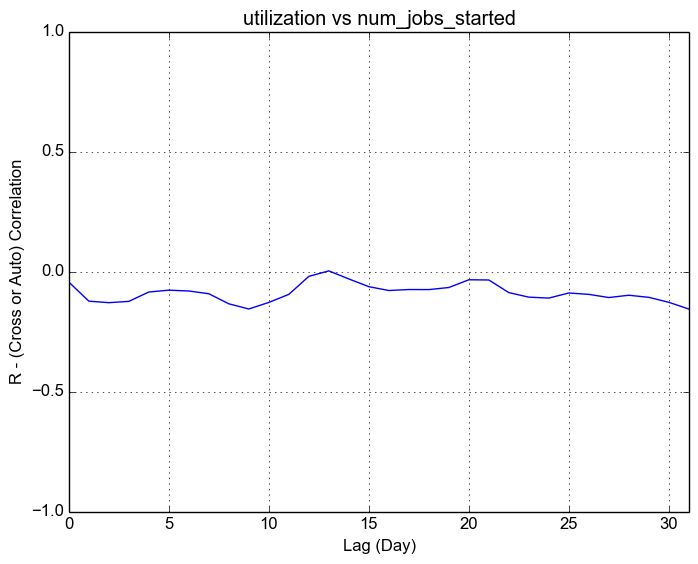 utilization vs num_jobs_started
1.0
0.5
0.0
−0.5
−1.0
R - (Cross or Auto) Correlation
0 5 10 15 20 25 30
Lag (Day)